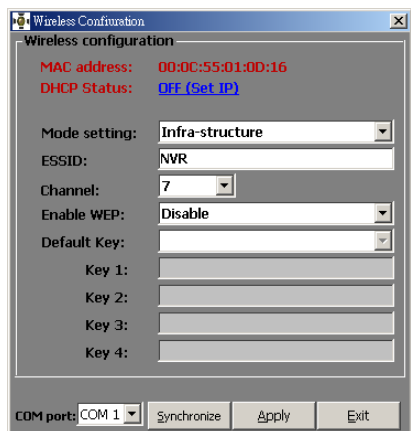 Wireless Confiuration
Wireless configuration
MAC address: 00:0C:55:01:0D:16
DHCP Status: OFF (Set IP)
Mode setting: Infra-structure
ESSID: NVR
Channel: 7
Enable WEP: Disable
Default Key:
Key 1:
Key 2:
Key 3:
Key 4:
COM port: COM 1 Synchronize Apply Exit